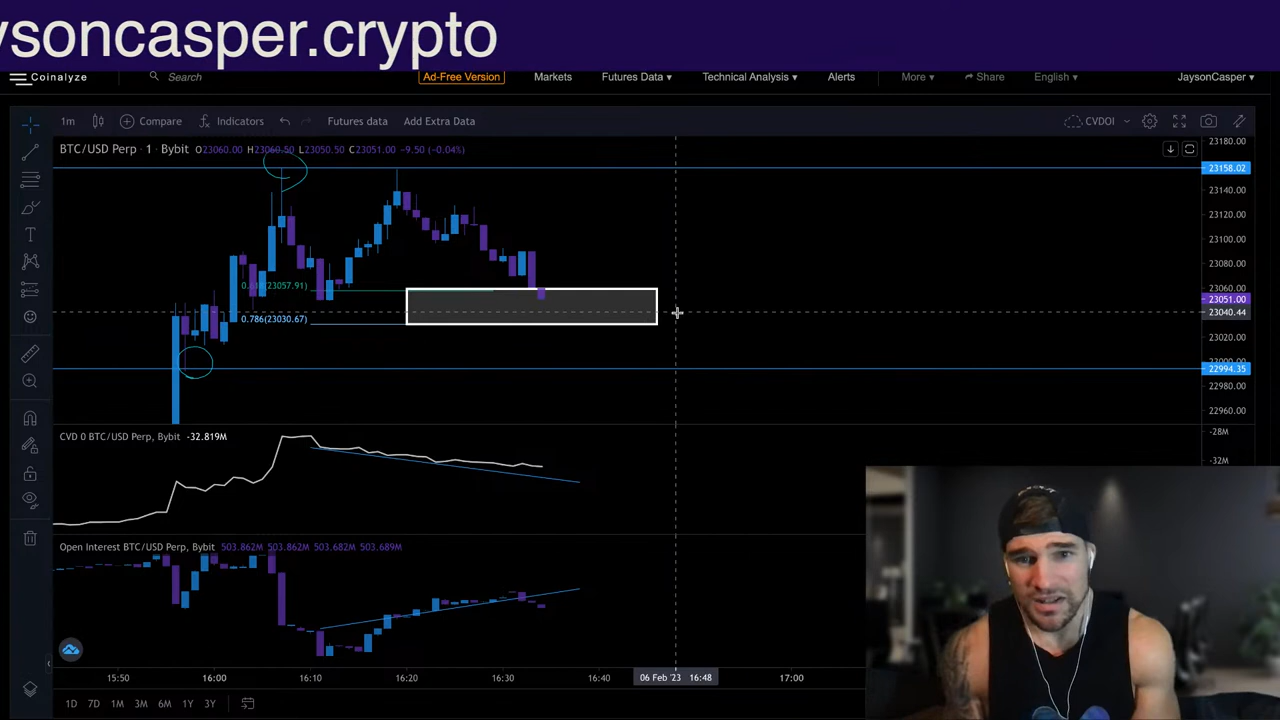 ysoncasper.crypto
Coinalyze
Search
Ad-Free Version
Markets
Futures Data
Technical Analysis
Alerts
More
Share
English
JaysonCasper
1m
Compare
Indicators
Futures data
Add Extra Data
CVDOI
BTC/USD Perp · 1 · Bybit O23060.00 H23060.50 L23050.50 C23051.00 −9.50 (−0.04%)
23180.00
23158.02
23140.00
23120.00
23100.00
23080.00
23060.00
23051.00
23040.44
23020.00
23000.00
22994.35
22980.00
22960.00
0.618(23057.91)
0.786(23030.67)
CVD 0 BTC/USD Perp, Bybit -32.819M
-28M
-32M
Open Interest BTC/USD Perp, Bybit 503.862M 503.862M 503.682M 503.689M
15:50
16:00
16:10
16:20
16:30
16:40
06 Feb '23 16:48
17:00
1D 7D 1M 3M 6M 1Y 3Y